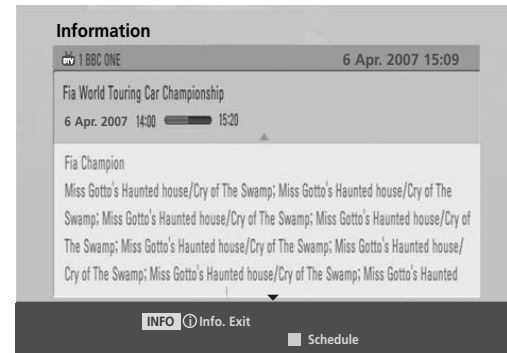 Information
DTV 1 BBC ONE 6 Apr. 2007 15:09
Fia World Touring Car Championship
6 Apr. 2007 14:00 15:20
Fia Champion
Miss Gotto's Haunted house/Cry of The Swamp; Miss Gotto's Haunted house/Cry of The
Swamp; Miss Gotto's Haunted house/Cry of The Swamp; Miss Gotto's Haunted house/Cry of
The Swamp; Miss Gotto's Haunted house/Cry of The Swamp; Miss Gotto's Haunted house/
Cry of The Swamp; Miss Gotto's Haunted house/Cry of The Swamp; Miss Gotto's Haunted
INFO ⓘ Info. Exit
Schedule